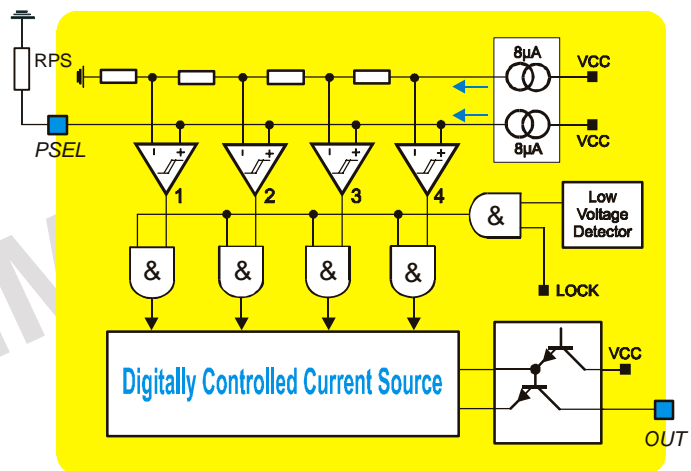 8µA
VCC
RPS
VCC
8µA
PSEL
- +
- +
- +
- +
1
2
3
4
&
Low
Voltage
Detector
&
&
&
&
LOCK
Digitally Controlled Current Source
VCC
OUT